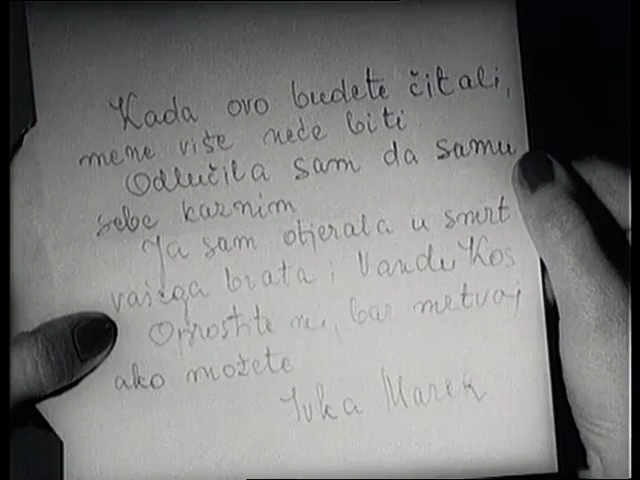 Kada ovo budete čitali,
mene više neće biti
Odlučila sam da samu
sebe kaznim
Ja sam otjerala u smrt
vašega brata i Vandu Kos
Oprostite mi, bar mrtvoj
ako možete
Ivka Marek